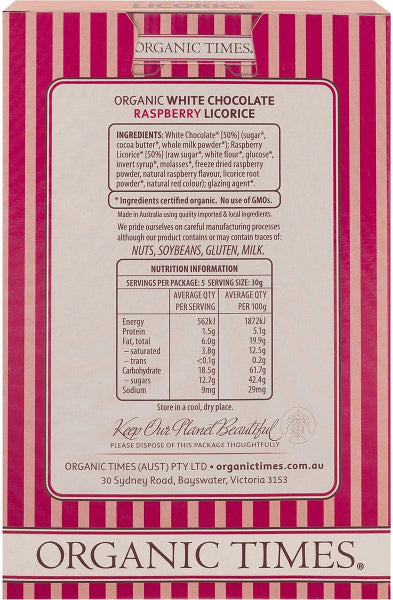 LICORICE
ORGANIC TIMES.
ORGANIC WHITE CHOCOLATE
RASPBERRY LICORICE
INGREDIENTS: White Chocolate* [50%] (sugar*,
cocoa butter*, whole milk powder*); Raspberry
Licorice* [50%] (raw sugar*, white flour*, glucose*,
invert syrup*, molasses*, freeze dried raspberry
powder, natural raspberry flavour, licorice root
powder*, natural red colour); glazing agent*.
* Ingredients certified organic. No use of GMOs.
Made in Australia using quality imported & local ingredients.
We pride ourselves on careful manufacturing processes
although our product contains or may contain traces of:
NUTS, SOYBEANS, GLUTEN, MILK.
NUTRITION INFORMATION
SERVINGS PER PACKAGE: 5 SERVING SIZE: 30g
AVERAGE QTY PER SERVING AVERAGE QTY PER 100g
Energy 562kJ 1872kJ
Protein 1.5g 5.1g
Fat, total 6.0g 19.9g
– saturated 3.8g 12.5g
– trans <0.1g 0.2g
Carbohydrate 18.5g 61.7g
– sugars 12.7g 42.4g
Sodium 9mg 29mg
Store in a cool, dry place.
Keep Our Planet Beautiful
PLEASE DISPOSE OF THIS PACKAGE THOUGHTFULLY
ORGANIC TIMES (AUST) PTY LTD • organictimes.com.au
30 Sydney Road, Bayswater, Victoria 3153
ORGANIC TIMES.®